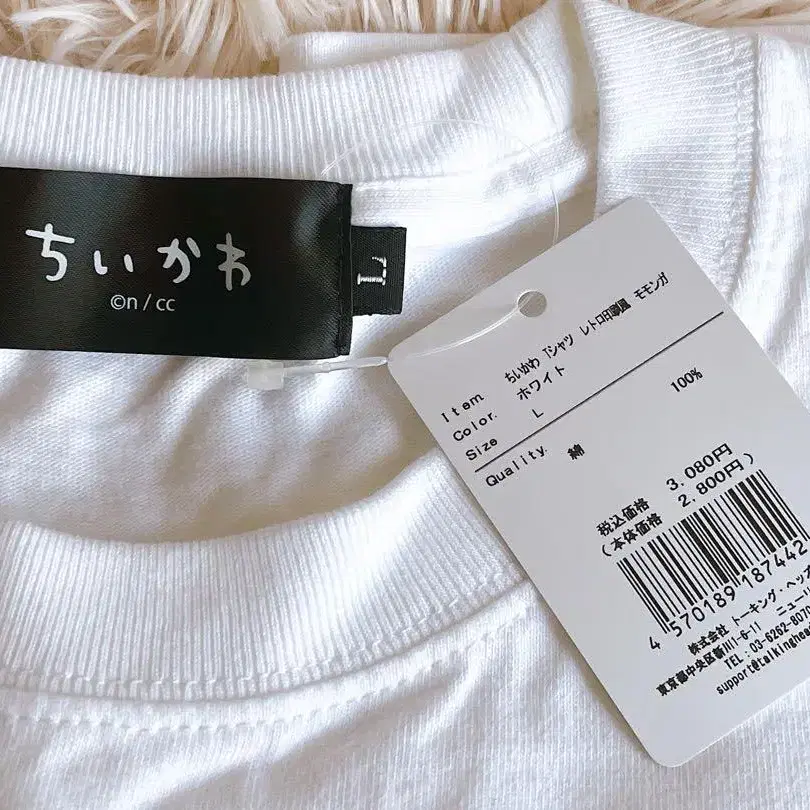 ちいかわ
©n / cc
L
Item ちいかわ Tシャツ レトロ印刷風 モモンガ
Color. ホワイト
Size L
Quality. 綿 100%
税込価格 3,080円
(本体価格 2,800円)
4 570189 187442
株式会社 トーキング・ヘッズ
東京都中央区新川1-6-11 ニューリ
TEL: 03-6262-8070
support@talkinghea